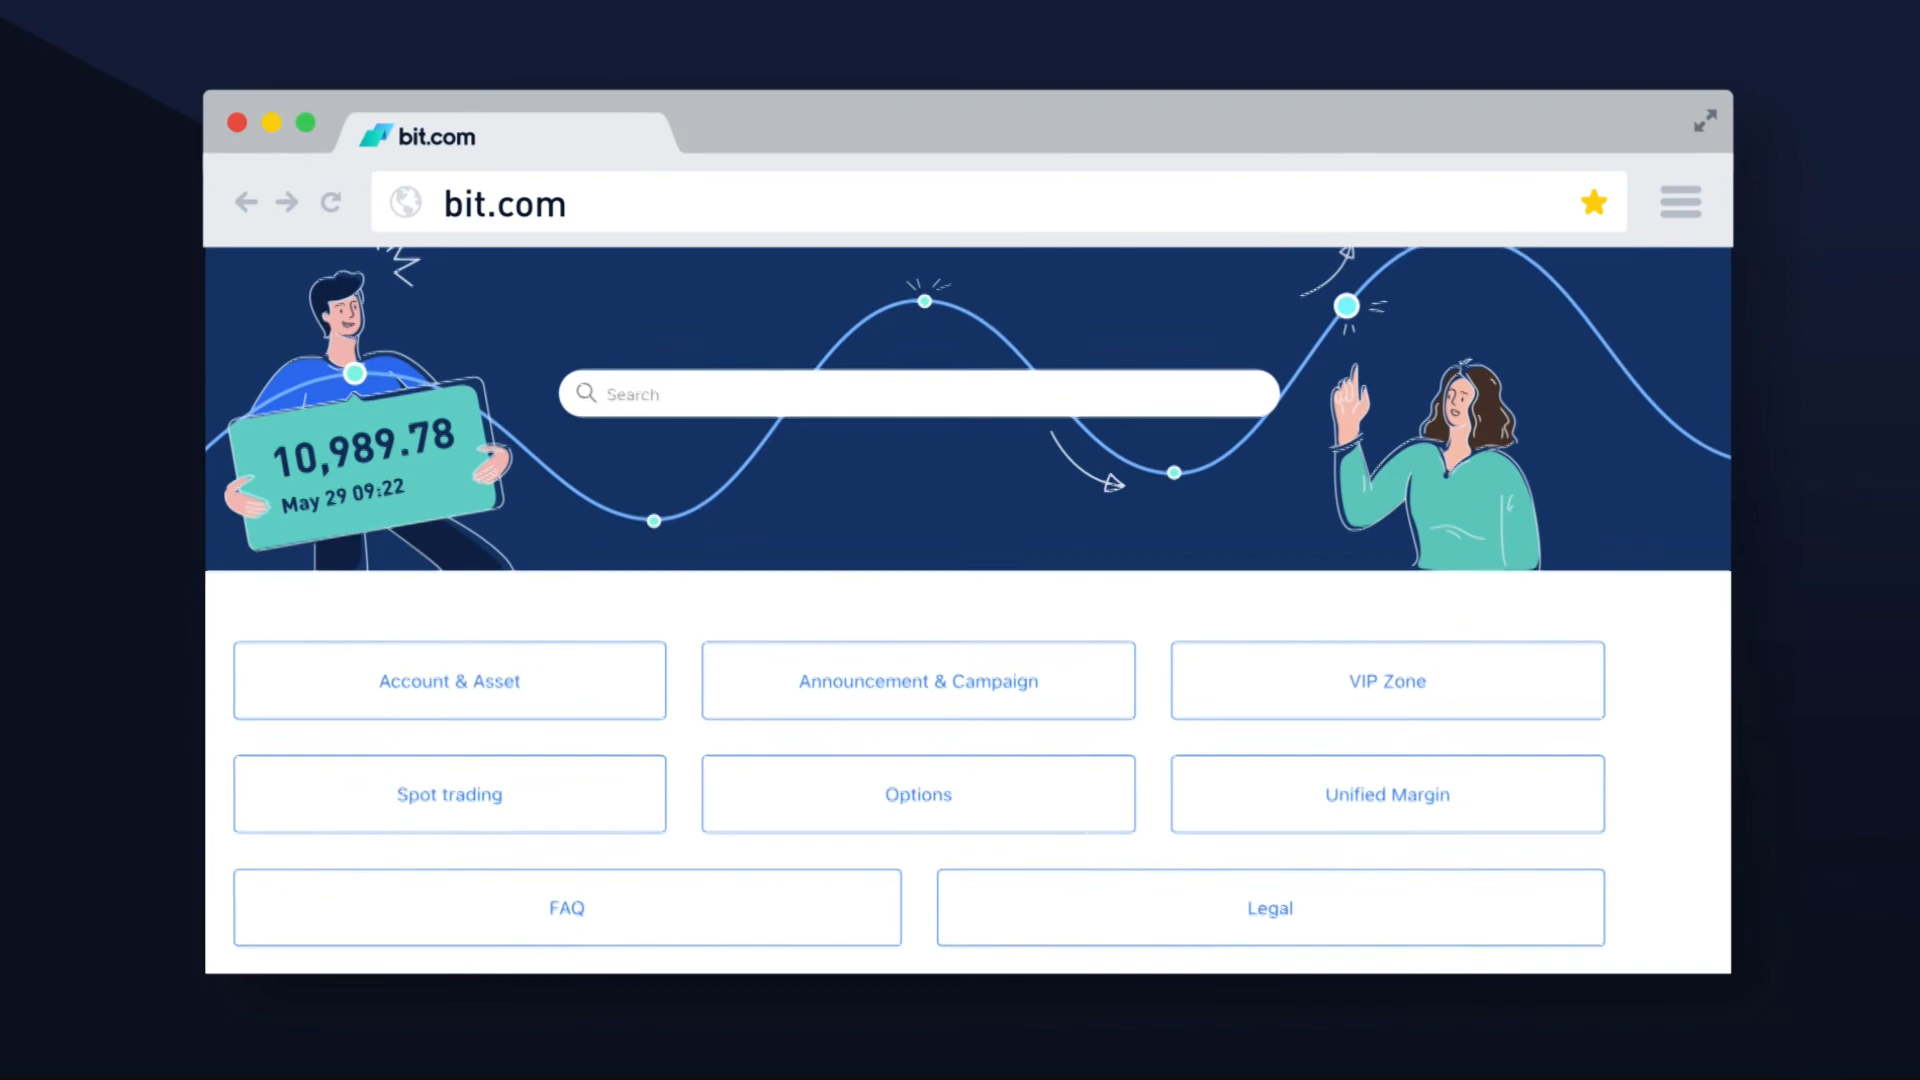 bit.com
bit.com
Search
10,989.78
May 29 09:22
Account & Asset
Announcement & Campaign
VIP Zone
Spot trading
Options
Unified Margin
FAQ
Legal